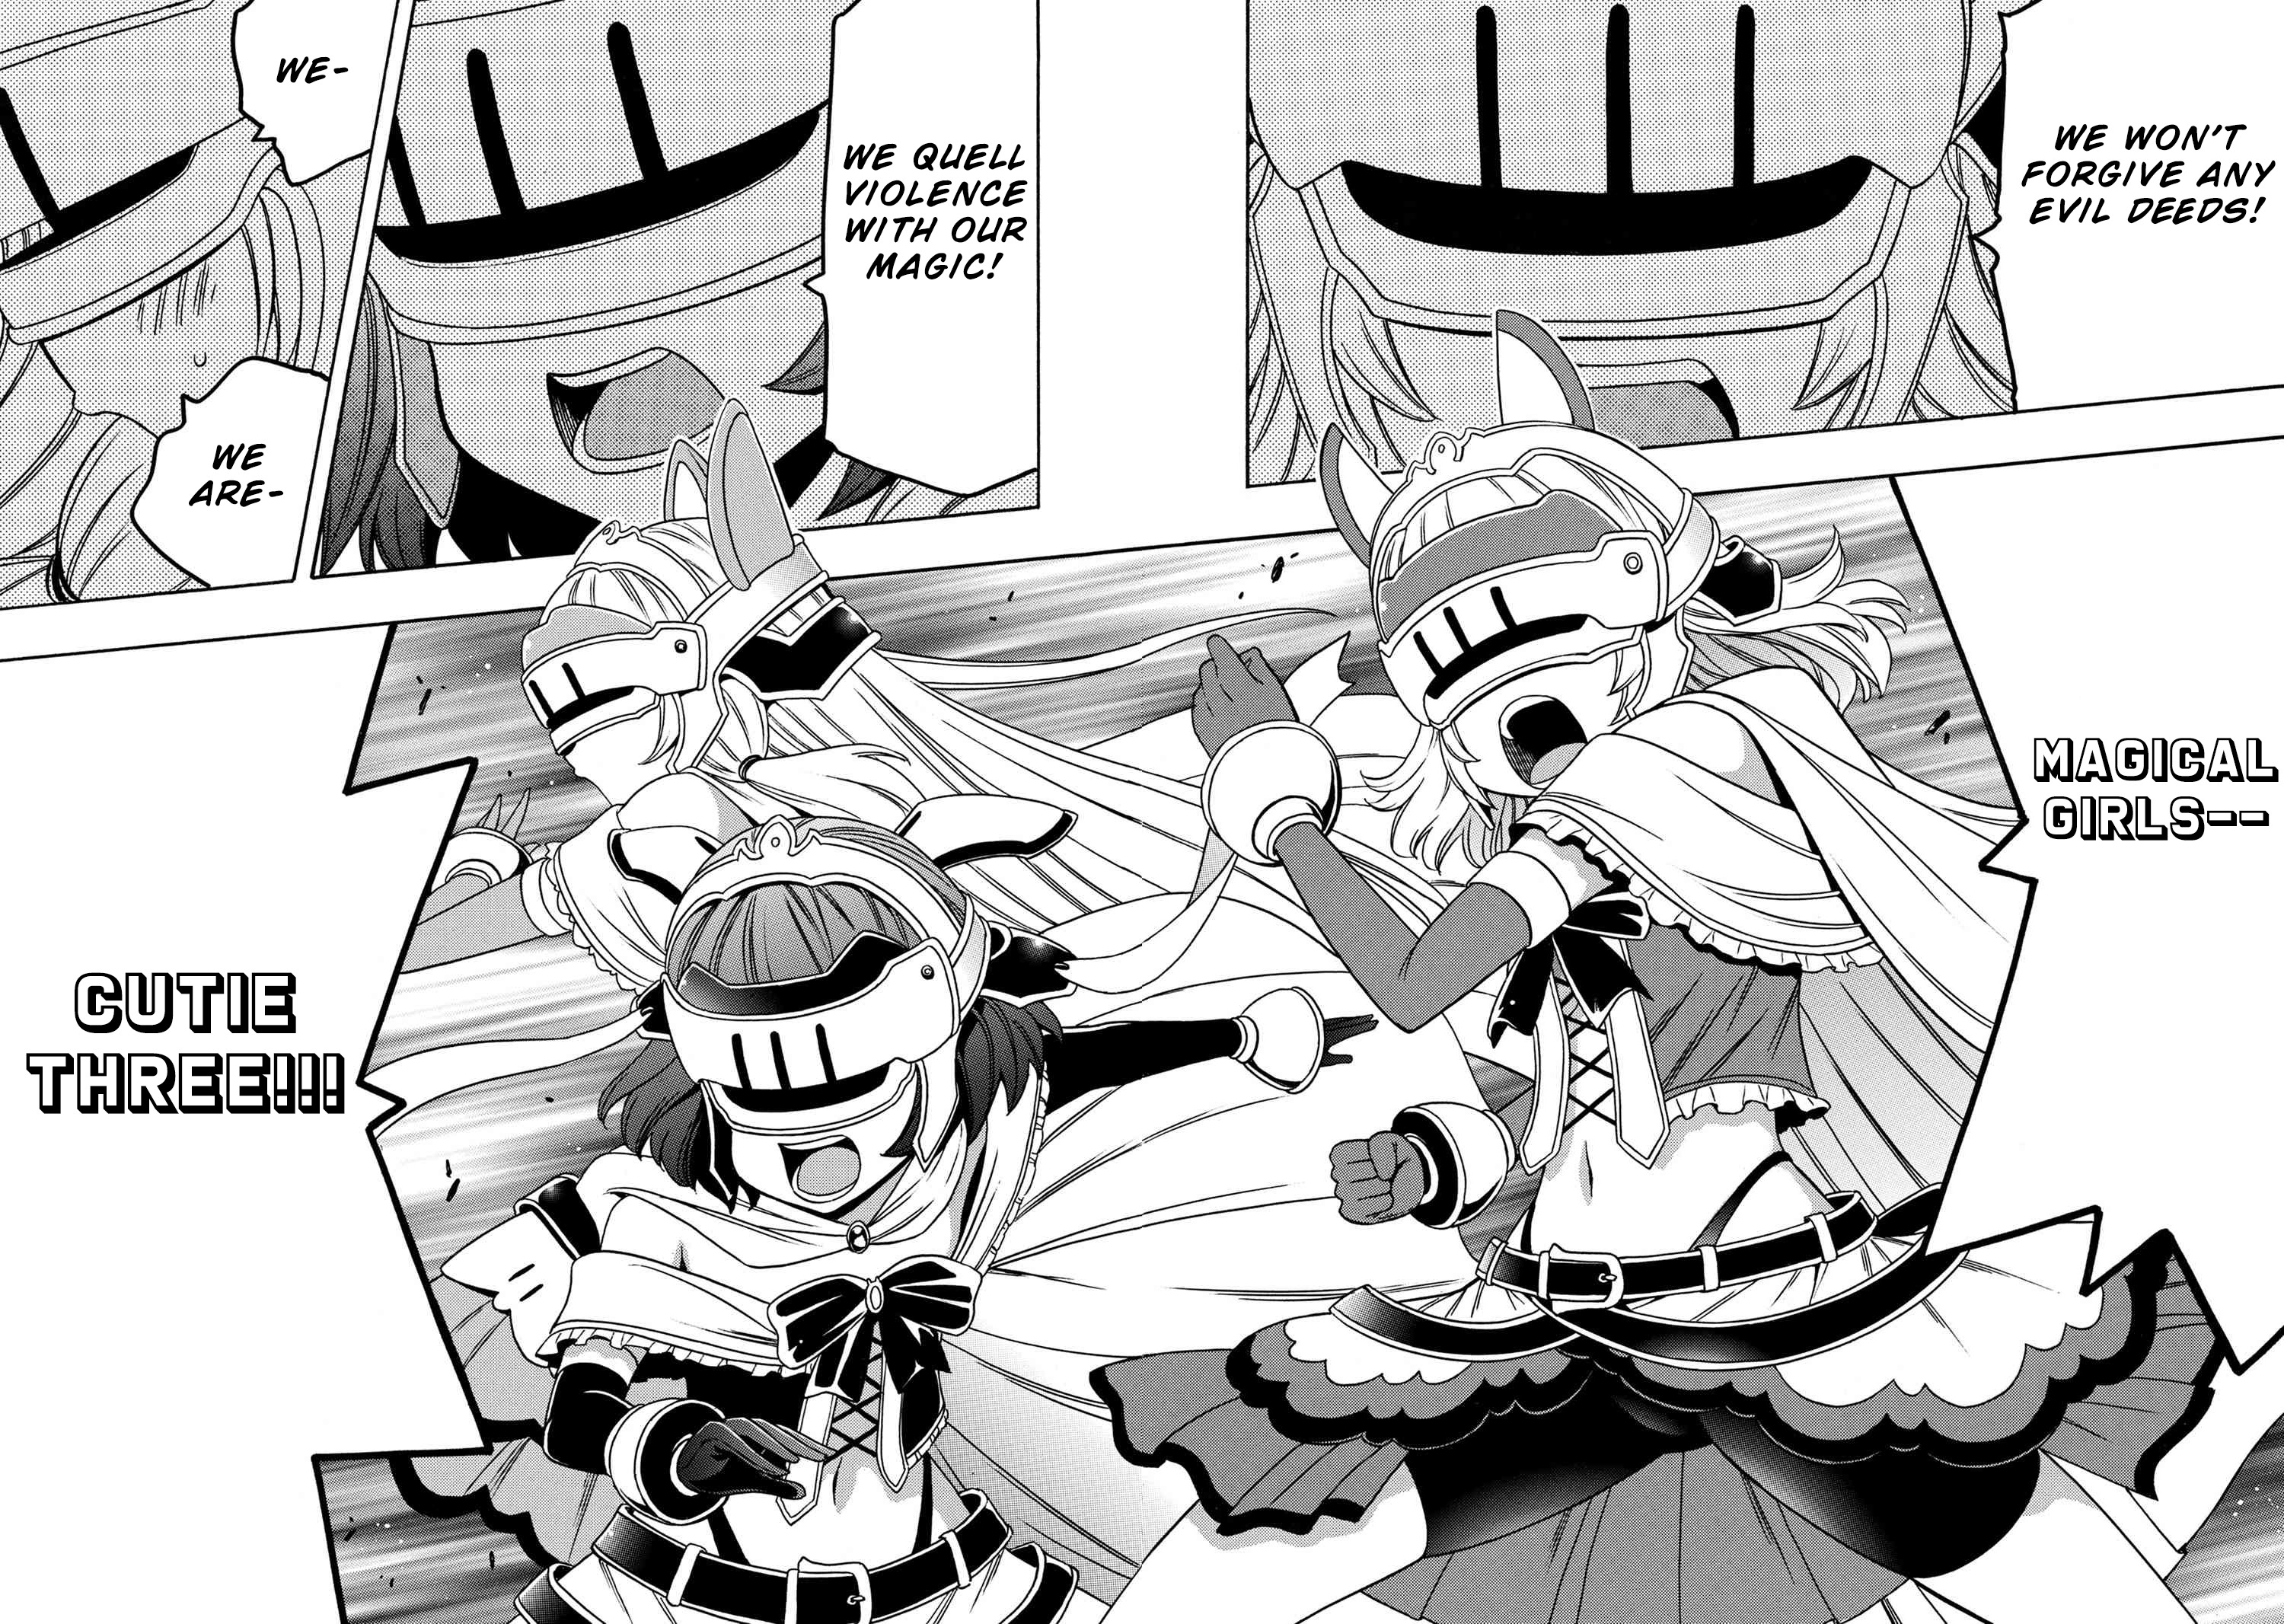 WE WON'T
FORGIVE ANY
EVIL DEEDS!
WE QUELL
VIOLENCE
WITH OUR
MAGIC!
WE-
WE
ARE-
MAGICAL
GIRLS--
CUTIE
THREE!!!